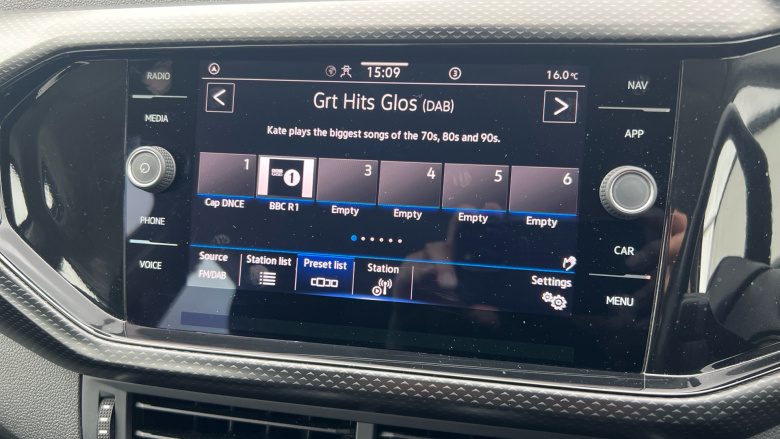 RADIO
MEDIA
PHONE
VOICE
A
15:09
3
16.0°C
<
Grt Hits Glos (DAB)
>
Kate plays the biggest songs of the 70s, 80s and 90s.
1
1
3
4
5
6
Cap DNCE
BBC R1
Empty
Empty
Empty
Empty
Source
FM/DAB
Station list
Preset list
Station
Settings
NAV
APP
CAR
MENU